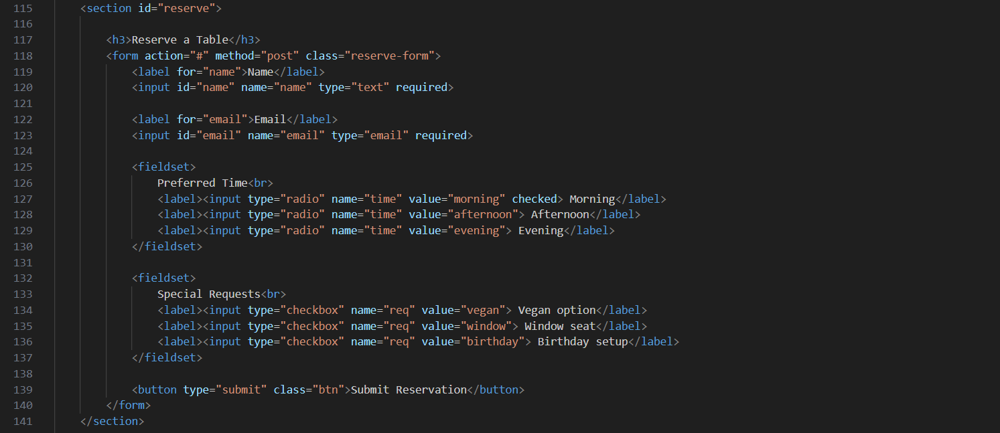 115 <section id="reserve">
116
117 <h3>Reserve a Table</h3>
118 <form action="#" method="post" class="reserve-form">
119 <label for="name">Name</label>
120 <input id="name" name="name" type="text" required>
121
122 <label for="email">Email</label>
123 <input id="email" name="email" type="email" required>
124
125 <fieldset>
126 Preferred Time<br>
127 <label><input type="radio" name="time" value="morning" checked> Morning</label>
128 <label><input type="radio" name="time" value="afternoon"> Afternoon</label>
129 <label><input type="radio" name="time" value="evening"> Evening</label>
130 </fieldset>
131
132 <fieldset>
133 Special Requests<br>
134 <label><input type="checkbox" name="req" value="vegan"> Vegan option</label>
135 <label><input type="checkbox" name="req" value="window"> Window seat</label>
136 <label><input type="checkbox" name="req" value="birthday"> Birthday setup</label>
137 </fieldset>
138
139 <button type="submit" class="btn">Submit Reservation</button>
140 </form>
141 </section>